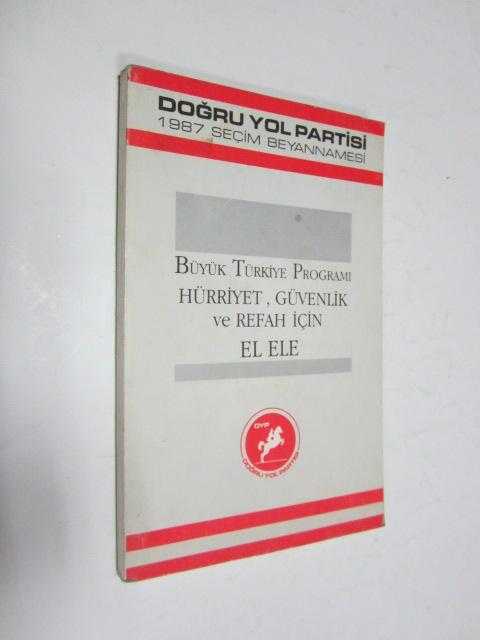 DOĞRU YOL PARTİSİ
1987 SEÇİM BEYANNAMESİ
BÜYÜK TÜRKİYE PROGRAMI
HÜRRİYET, GÜVENLİK
ve REFAH İÇİN
EL ELE
DYP
DOĞRU YOL PARTİSİ